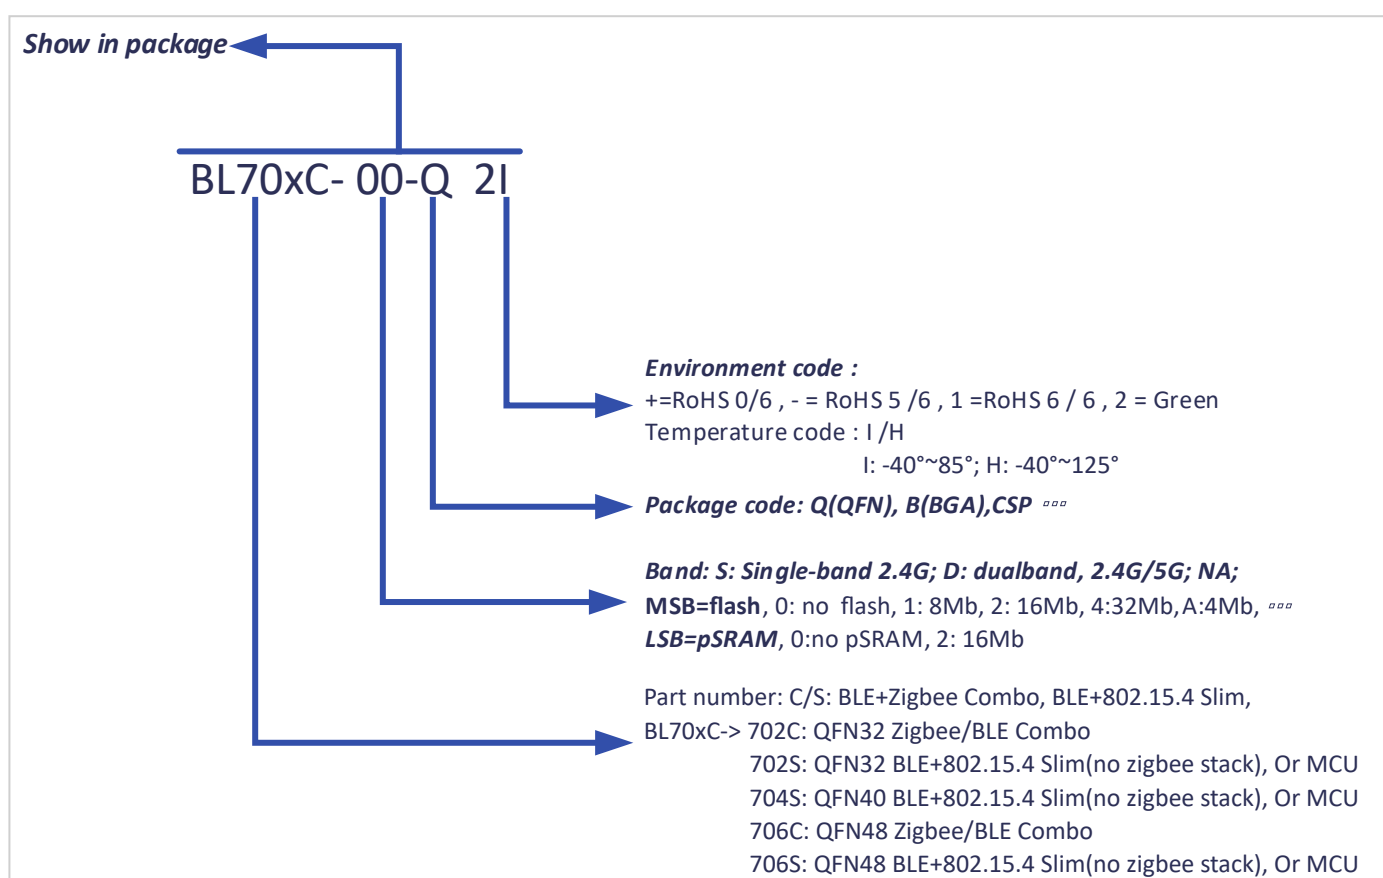 Show in package
BL70xC- 00-Q 2I
Environment code :
+=RoHS 0/6 , - = RoHS 5 /6 , 1 =RoHS 6 / 6 , 2 = Green
Temperature code : I /H
I: -40°~85°; H: -40°~125°
Package code: Q(QFN), B(BGA),CSP ▫▫▫
Band: S: Single-band 2.4G; D: dualband, 2.4G/5G; NA;
MSB=flash, 0: no flash, 1: 8Mb, 2: 16Mb, 4:32Mb,A:4Mb, ▫▫▫
LSB=pSRAM, 0:no pSRAM, 2: 16Mb
Part number: C/S: BLE+Zigbee Combo, BLE+802.15.4 Slim,
BL70xC-> 702C: QFN32 Zigbee/BLE Combo
702S: QFN32 BLE+802.15.4 Slim(no zigbee stack), Or MCU
704S: QFN40 BLE+802.15.4 Slim(no zigbee stack), Or MCU
706C: QFN48 Zigbee/BLE Combo
706S: QFN48 BLE+802.15.4 Slim(no zigbee stack), Or MCU